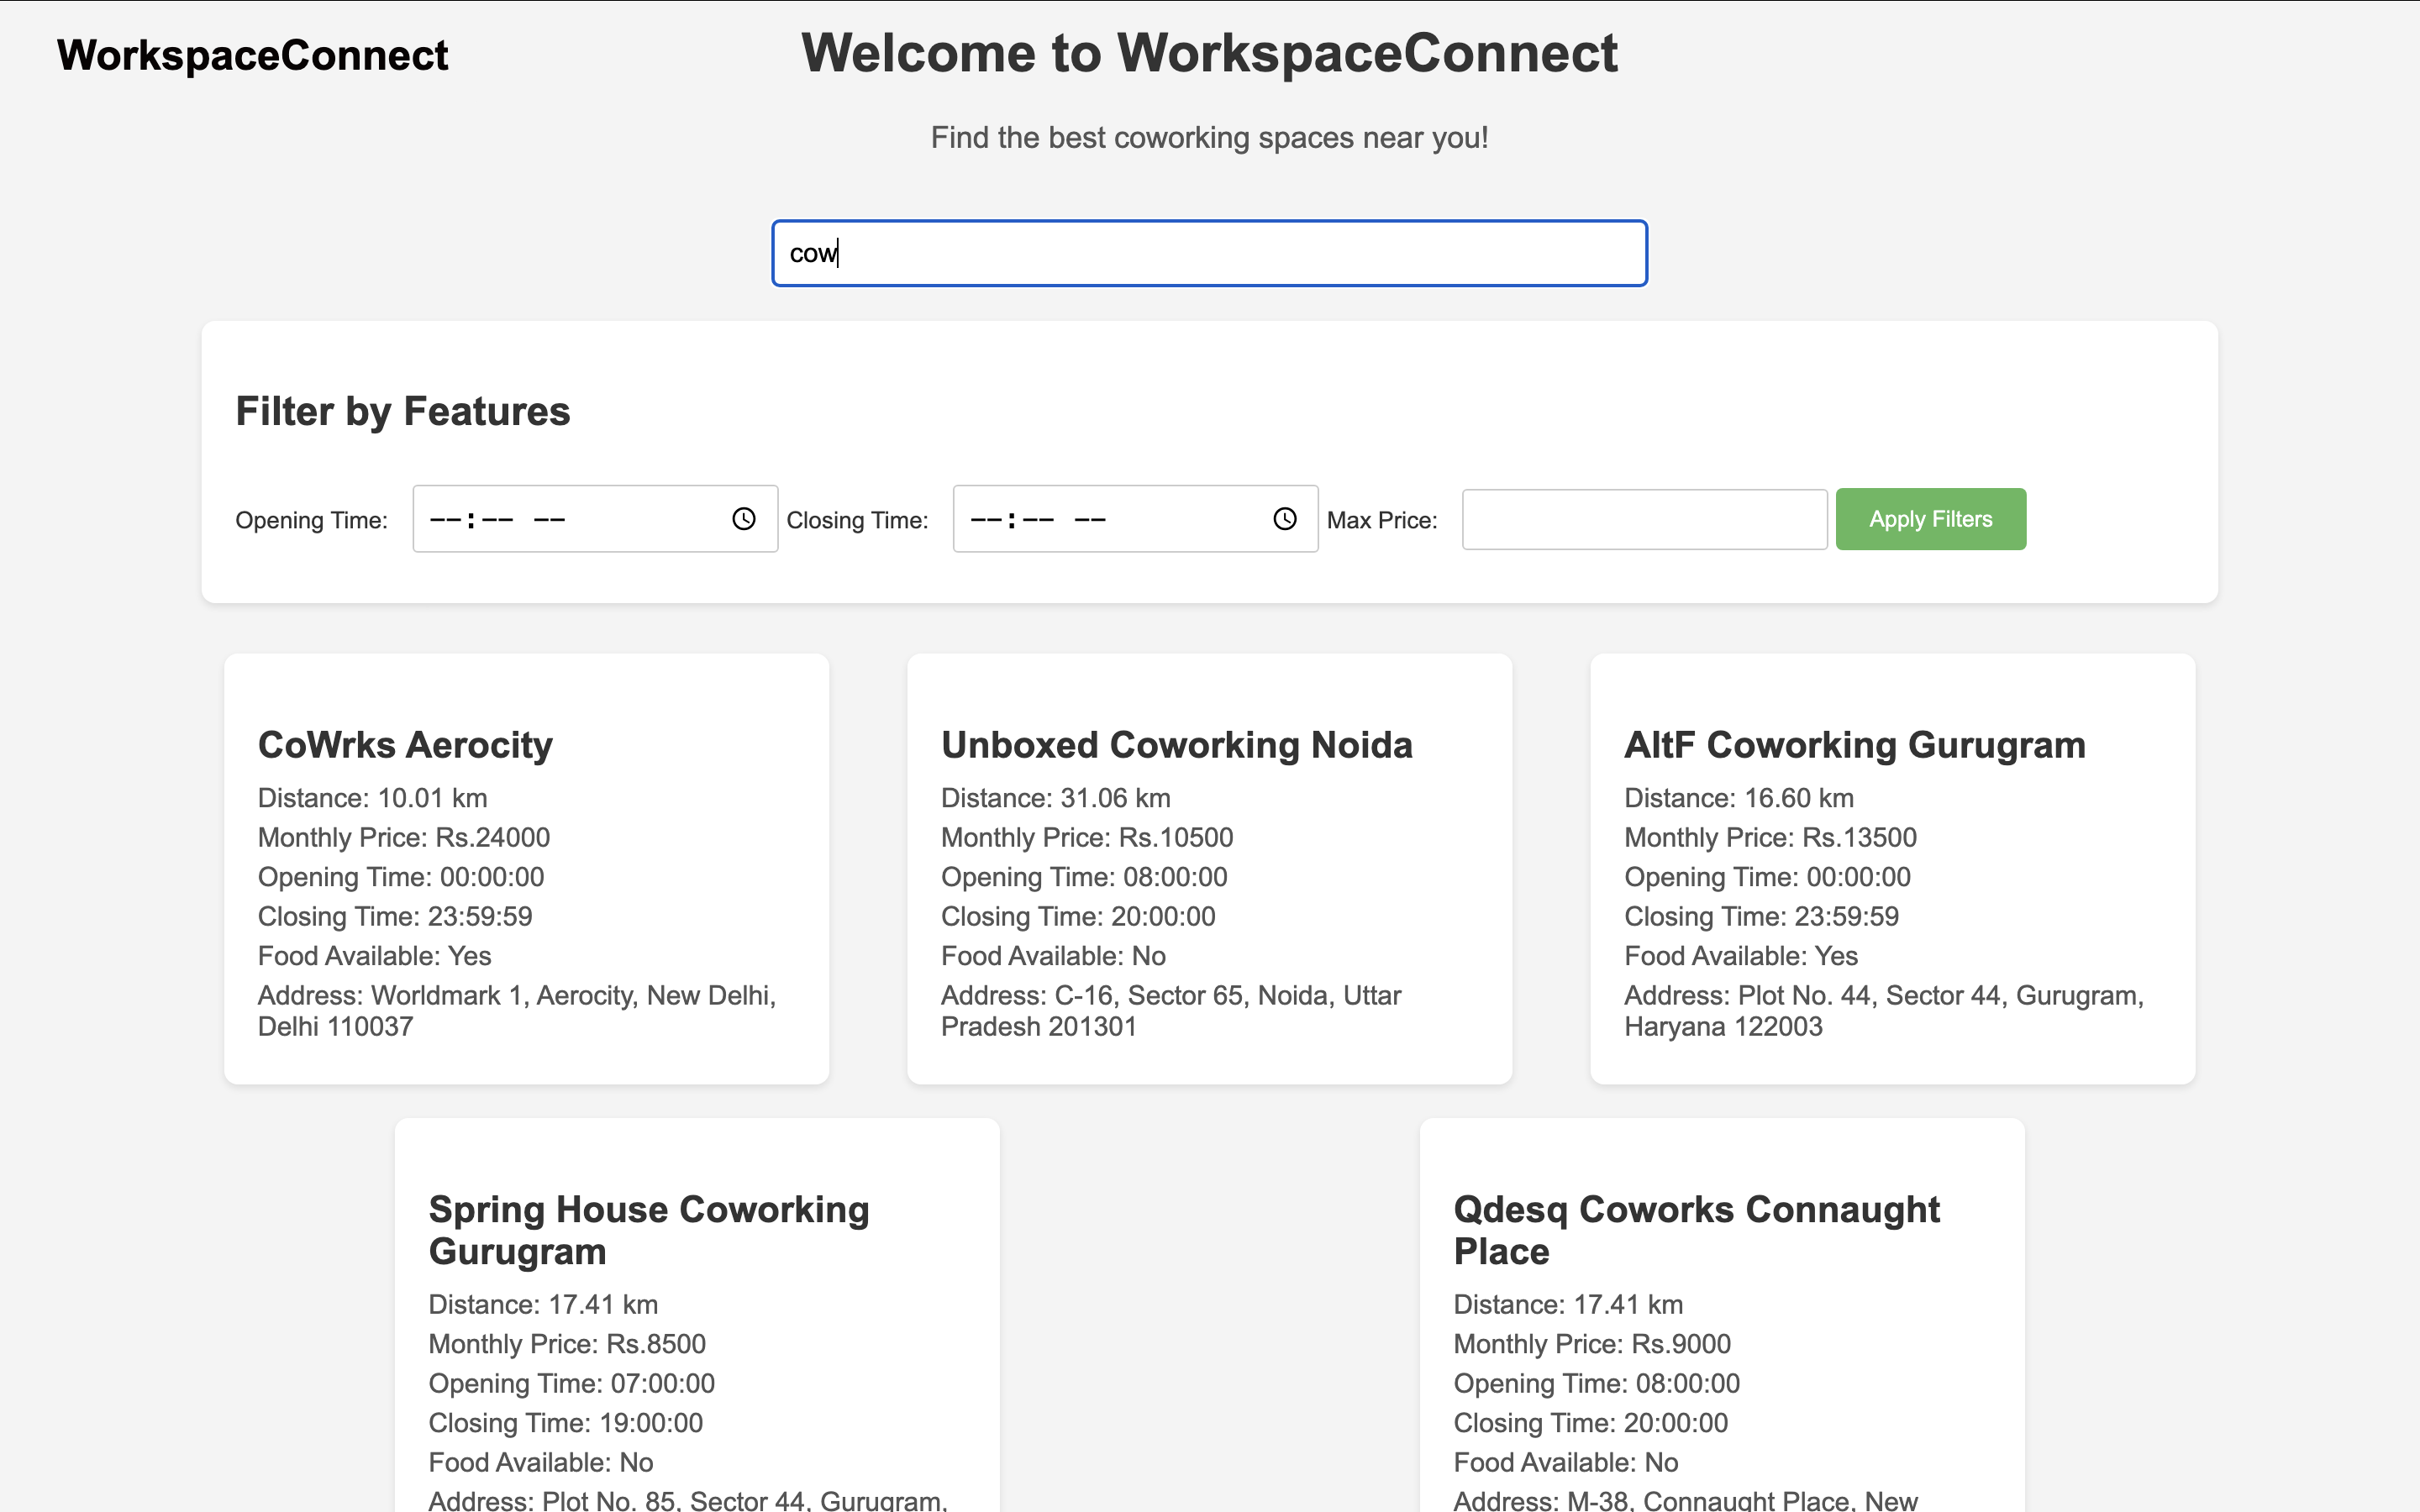 WorkspaceConnect
Welcome to WorkspaceConnect
Find the best coworking spaces near you!
cow
Filter by Features
Opening Time: --:-- -- Closing Time: --:-- -- Max Price: Apply Filters
CoWrks Aerocity
Distance: 10.01 km
Monthly Price: Rs.24000
Opening Time: 00:00:00
Closing Time: 23:59:59
Food Available: Yes
Address: Worldmark 1, Aerocity, New Delhi,
Delhi 110037
Unboxed Coworking Noida
Distance: 31.06 km
Monthly Price: Rs.10500
Opening Time: 08:00:00
Closing Time: 20:00:00
Food Available: No
Address: C-16, Sector 65, Noida, Uttar
Pradesh 201301
AltF Coworking Gurugram
Distance: 16.60 km
Monthly Price: Rs.13500
Opening Time: 00:00:00
Closing Time: 23:59:59
Food Available: Yes
Address: Plot No. 44, Sector 44, Gurugram,
Haryana 122003
Spring House Coworking
Gurugram
Distance: 17.41 km
Monthly Price: Rs.8500
Opening Time: 07:00:00
Closing Time: 19:00:00
Food Available: No
Address: Plot No. 85, Sector 44, Gurugram,
Qdesq Coworks Connaught
Place
Distance: 17.41 km
Monthly Price: Rs.9000
Opening Time: 08:00:00
Closing Time: 20:00:00
Food Available: No
Address: M-38, Connaught Place, New